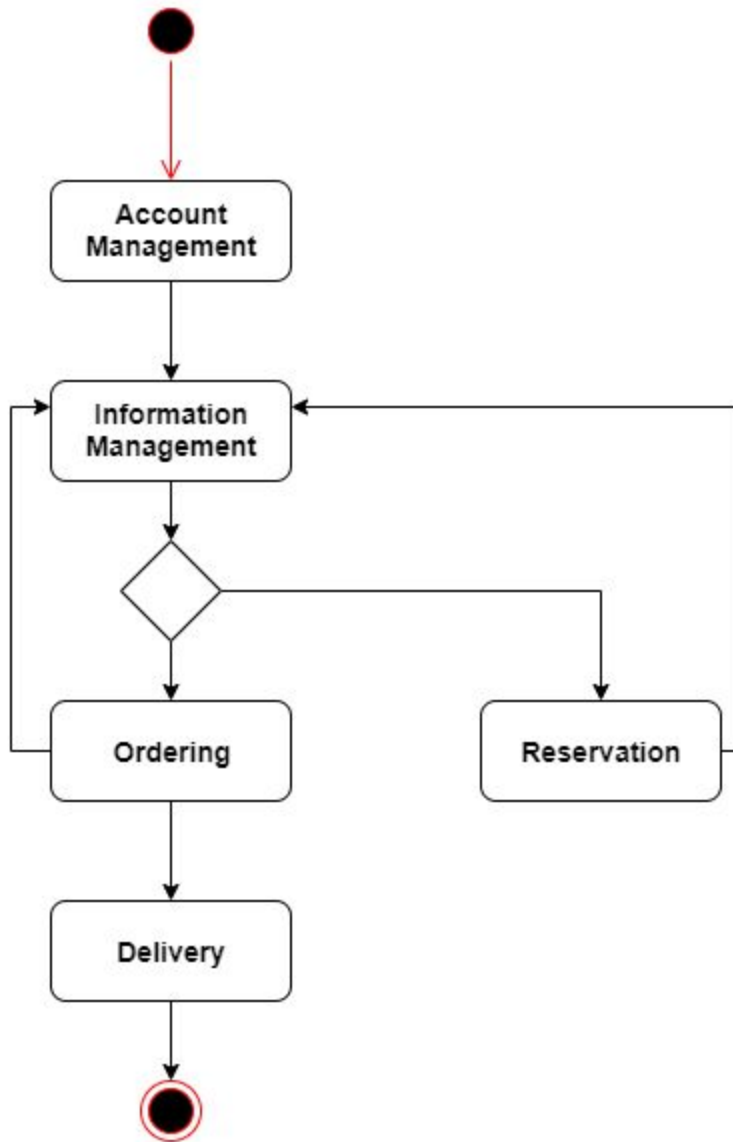 Account
Management
Information
Management
Ordering
Reservation
Delivery